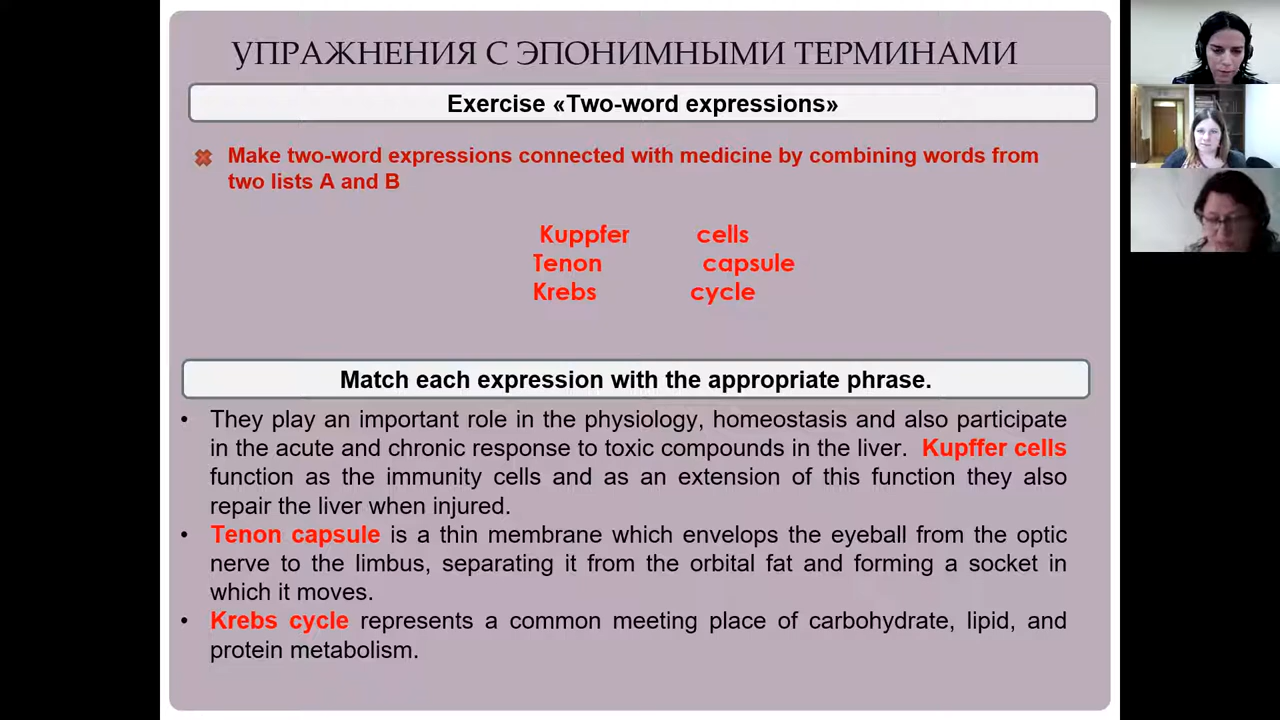 УПРАЖНЕНИЯ С ЭПОНИМНЫМИ ТЕРМИНАМИ
Exercise «Two-word expressions»
Make two-word expressions connected with medicine by combining words from
two lists A and B
Kuppfer cells
Tenon capsule
Krebs cycle
Match each expression with the appropriate phrase.
• They play an important role in the physiology, homeostasis and also participate
in the acute and chronic response to toxic compounds in the liver. Kupffer cells
function as the immunity cells and as an extension of this function they also
repair the liver when injured.
• Tenon capsule is a thin membrane which envelops the eyeball from the optic
nerve to the limbus, separating it from the orbital fat and forming a socket in
which it moves.
• Krebs cycle represents a common meeting place of carbohydrate, lipid, and
protein metabolism.